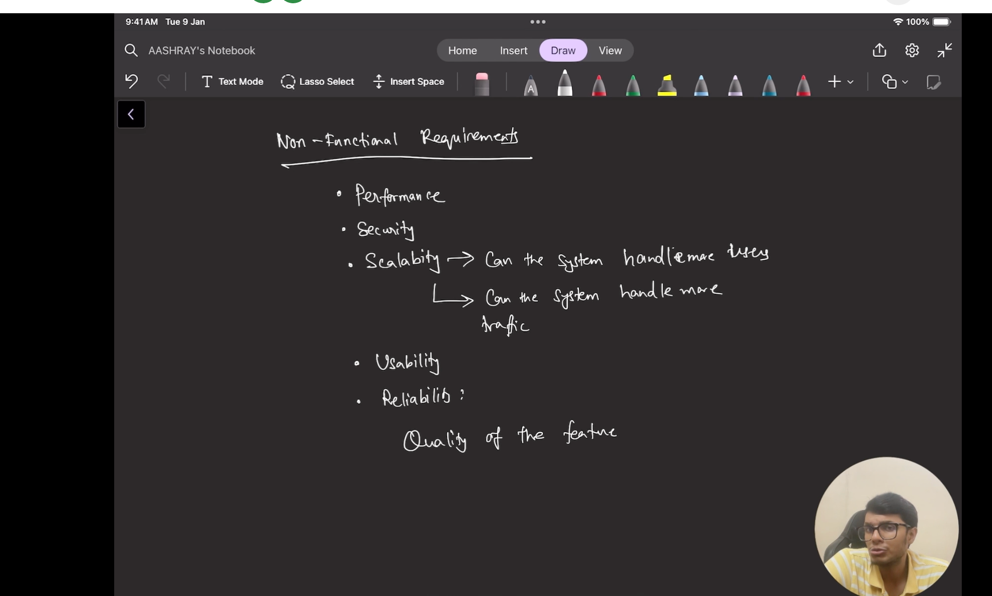 9:41 AM Tue 9 Jan
100%
AASHRAY's Notebook
Home Insert Draw View
Text Mode Lasso Select Insert Space
A
Non-Functional Requirements
• Performance
• Security
• Scalabity → Can the system handle more users
→ Can the system handle more
traffic
• Usability
• Reliability:
Quality of the feature